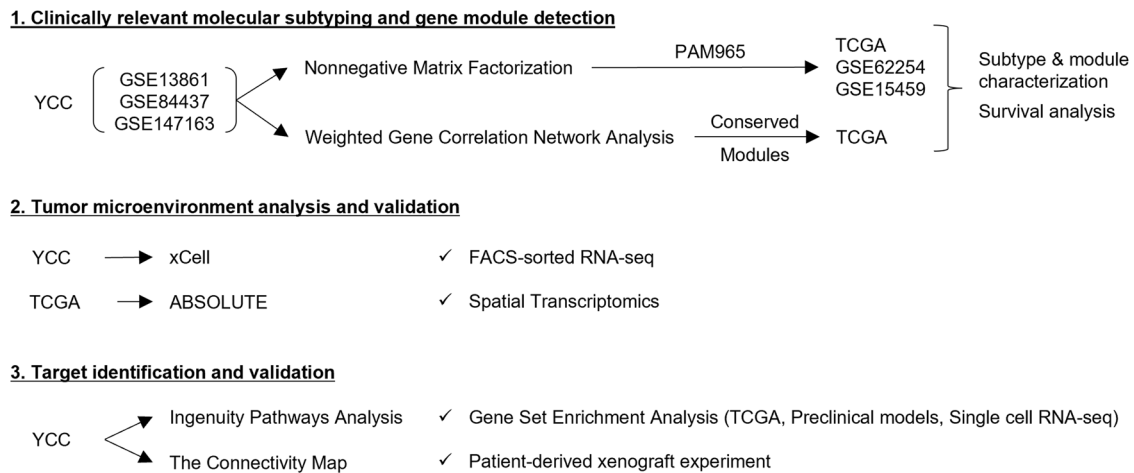 1. Clinically relevant molecular subtyping and gene module detection
YCC
GSE13861
GSE84437
GSE147163
Nonnegative Matrix Factorization
PAM965
TCGA
GSE62254
GSE15459
Weighted Gene Correlation Network Analysis
Conserved
Modules
TCGA
Subtype & module
characterization
Survival analysis
2. Tumor microenvironment analysis and validation
YCC
xCell
✓ FACS-sorted RNA-seq
TCGA
ABSOLUTE
✓ Spatial Transcriptomics
3. Target identification and validation
YCC
Ingenuity Pathways Analysis
✓ Gene Set Enrichment Analysis (TCGA, Preclinical models, Single cell RNA-seq)
The Connectivity Map
✓ Patient-derived xenograft experiment